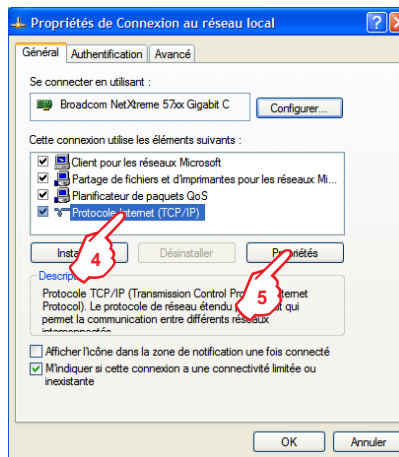 Propriétés de Connexion au réseau local
Général Authentification Avancé
Se connecter en utilisant :
Broadcom NetXtreme 57xx Gigabit C Configurer...
Cette connexion utilise les éléments suivants :
Client pour les réseaux Microsoft
Partage de fichiers et d'imprimantes pour les réseaux Mi...
Planificateur de paquets QoS
Protocole Internet (TCP/IP)
Désinstaller
4
5
Protocole TCP/IP (Transmission Control
Protocol). Le protocole de réseau étendu qui
permet la communication entre différents réseaux
interconnectés
Afficher l'icône dans la zone de notification une fois connecté
M'indiquer si cette connexion a une connectivité limitée ou
inexistante
OK Annuler